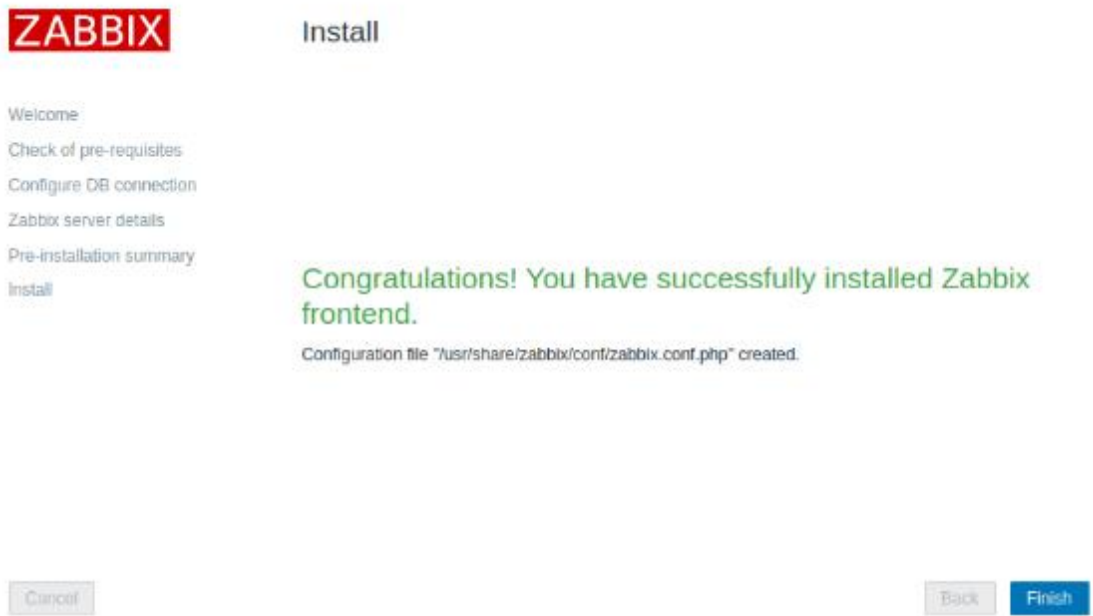 ZABBIX
Install
Welcome
Check of pre-requisites
Configure DB connection
Zabbix server details
Pre-installation summary
Install
Congratulations! You have successfully installed Zabbix
frontend.
Configuration file "/usr/share/zabbix/conf/zabbix.conf.php" created.
Cancel
Back
Finish